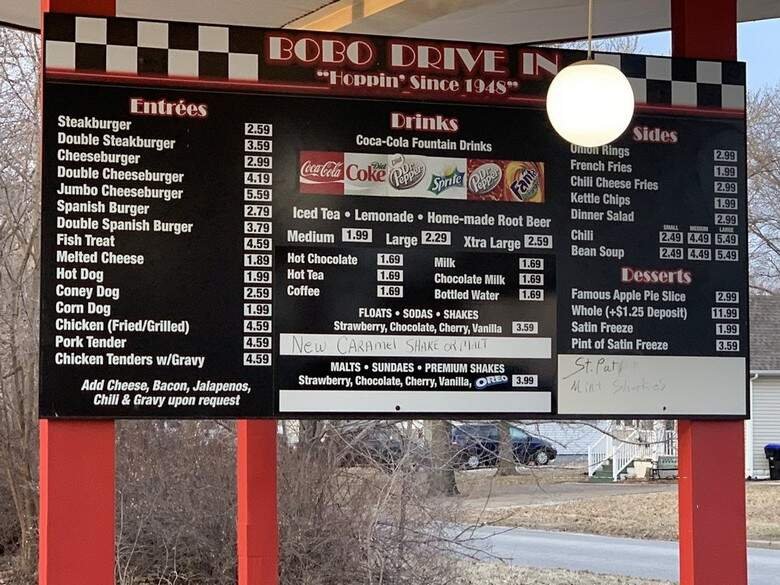 BOBO DRIVE IN
"Hoppin' Since 1948"
Entrées
Steakburger 2.59
Double Steakburger 3.59
Cheeseburger 2.99
Double Cheeseburger 4.19
Jumbo Cheeseburger 5.59
Spanish Burger 2.79
Double Spanish Burger 3.79
Fish Treat 4.59
Melted Cheese 1.89
Hot Dog 1.99
Coney Dog 2.59
Corn Dog 1.99
Chicken (Fried/Grilled) 4.59
Pork Tender 4.59
Chicken Tenders w/Gravy 4.59
Add Cheese, Bacon, Jalapenos,
Chili & Gravy upon request
Drinks
Coca-Cola Fountain Drinks
Coca-Cola Diet Coke Diet Dr Pepper Sprite Dr Pepper Fanta
Iced Tea • Lemonade • Home-made Root Beer
Medium 1.99 Large 2.29 Xtra Large 2.59
Hot Chocolate 1.69 Milk 1.69
Hot Tea 1.69 Chocolate Milk 1.69
Coffee 1.69 Bottled Water 1.69
FLOATS • SODAS • SHAKES
Strawberry, Chocolate, Cherry, Vanilla 3.59
New CARAMEl SHAKE OR MAlT
MALTS • SUNDAES • PREMIUM SHAKES
Strawberry, Chocolate, Cherry, Vanilla, OREO 3.99
Sides
Onion Rings 2.99
French Fries 1.99
Chili Cheese Fries 2.99
Kettle Chips 1.99
Dinner Salad 2.99
SMALL MEDIUM LARGE
Chili 2.49 4.49 5.49
Bean Soup 2.49 4.49 5.49
Desserts
Famous Apple Pie Slice 2.99
Whole (+$1.25 Deposit) 11.99
Satin Freeze 1.99
Pint of Satin Freeze 3.59
St. Pat
Mint